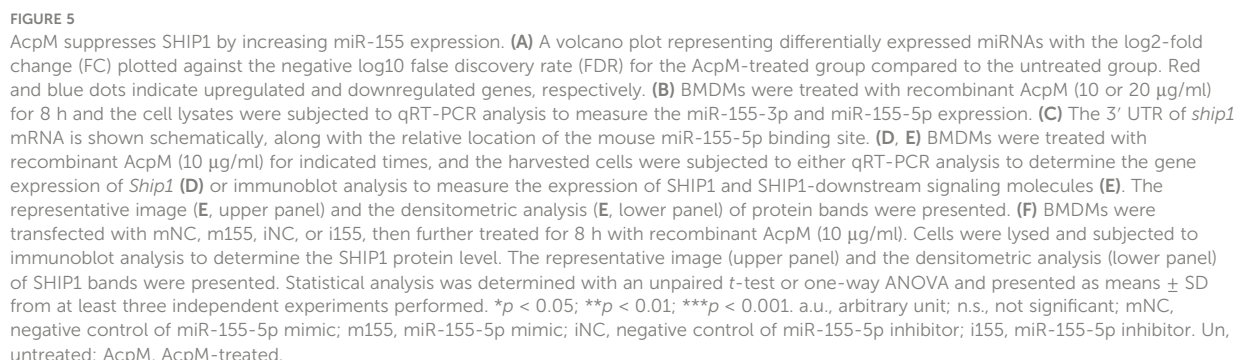 FIGURE 5
AcpM suppresses SHIP1 by increasing miR-155 expression. (A) A volcano plot representing differentially expressed miRNAs with the log2-fold
change (FC) plotted against the negative log10 false discovery rate (FDR) for the AcpM-treated group compared to the untreated group. Red
and blue dots indicate upregulated and downregulated genes, respectively. (B) BMDMs were treated with recombinant AcpM (10 or 20 μg/ml)
for 8 h and the cell lysates were subjected to qRT-PCR analysis to measure the miR-155-3p and miR-155-5p expression. (C) The 3′ UTR of ship1
mRNA is shown schematically, along with the relative location of the mouse miR-155-5p binding site. (D, E) BMDMs were treated with
recombinant AcpM (10 μg/ml) for indicated times, and the harvested cells were subjected to either qRT-PCR analysis to determine the gene
expression of Ship1 (D) or immunoblot analysis to measure the expression of SHIP1 and SHIP1-downstream signaling molecules (E). The
representative image (E, upper panel) and the densitometric analysis (E, lower panel) of protein bands were presented. (F) BMDMs were
transfected with mNC, m155, iNC, or i155, then further treated for 8 h with recombinant AcpM (10 μg/ml). Cells were lysed and subjected to
immunoblot analysis to determine the SHIP1 protein level. The representative image (upper panel) and the densitometric analysis (lower panel)
of SHIP1 bands were presented. Statistical analysis was determined with an unpaired t-test or one-way ANOVA and presented as means ± SD
from at least three independent experiments performed. *p < 0.05; **p < 0.01; ***p < 0.001. a.u., arbitrary unit; n.s., not significant; mNC,
negative control of miR-155-5p mimic; m155, miR-155-5p mimic; iNC, negative control of miR-155-5p inhibitor; i155, miR-155-5p inhibitor. Un,
untreated; AcpM, AcpM-treated.